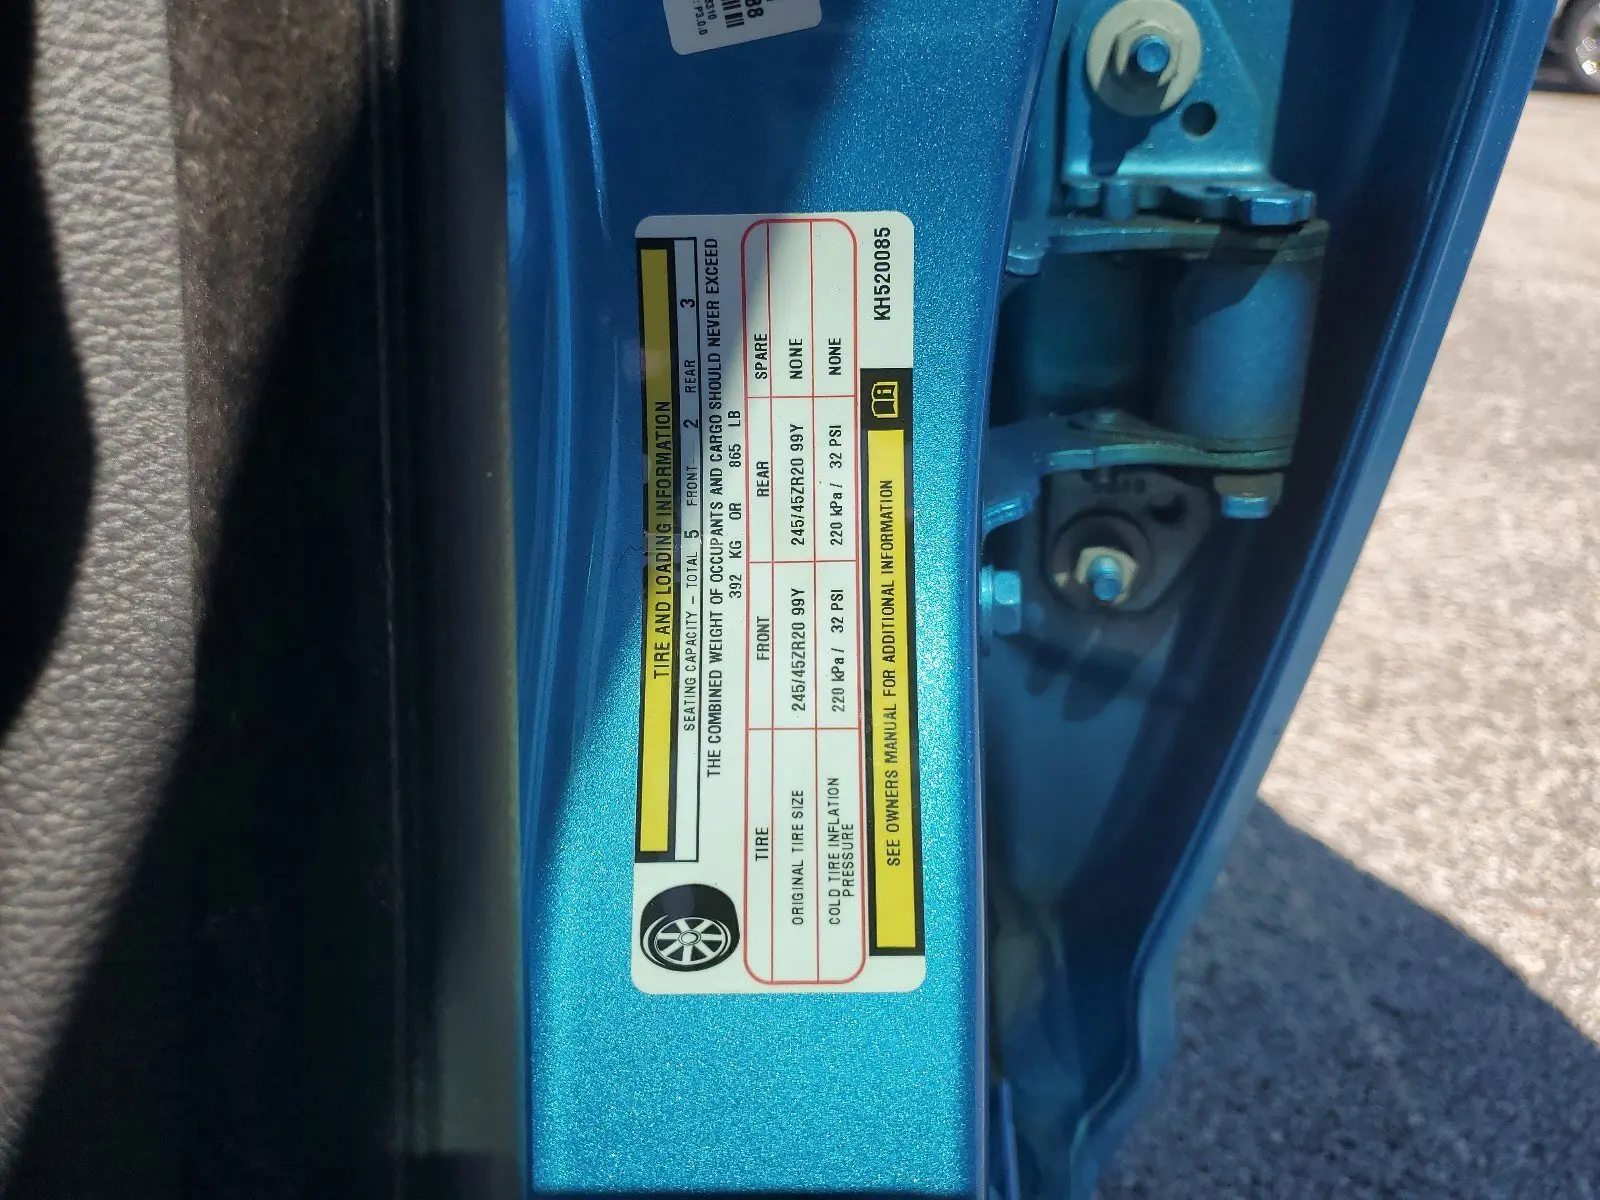 TIRE AND LOADING INFORMATION
SEATING CAPACITY - TOTAL 5 FRONT 2 REAR 3
THE COMBINED WEIGHT OF OCCUPANTS AND CARGO SHOULD NEVER EXCEED
392 KG OR 865 LB
TIRE FRONT REAR SPARE
ORIGINAL TIRE SIZE 245/45ZR20 99Y 245/45ZR20 99Y NONE
COLD TIRE INFLATION PRESSURE 220 kPa / 32 PSI 220 kPa / 32 PSI NONE
SEE OWNERS MANUAL FOR ADDITIONAL INFORMATION
KH520085